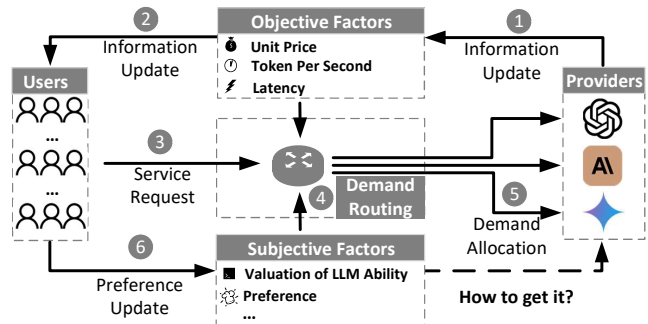 2
Information
Update
Objective Factors
Unit Price
Token Per Second
Latency
1
Information
Update
Users
...
...
3
Service
Request
4
Demand
Routing
Providers
A\
5
Demand
Allocation
6
Preference
Update
Subjective Factors
Valuation of LLM Ability
Preference
...
How to get it?